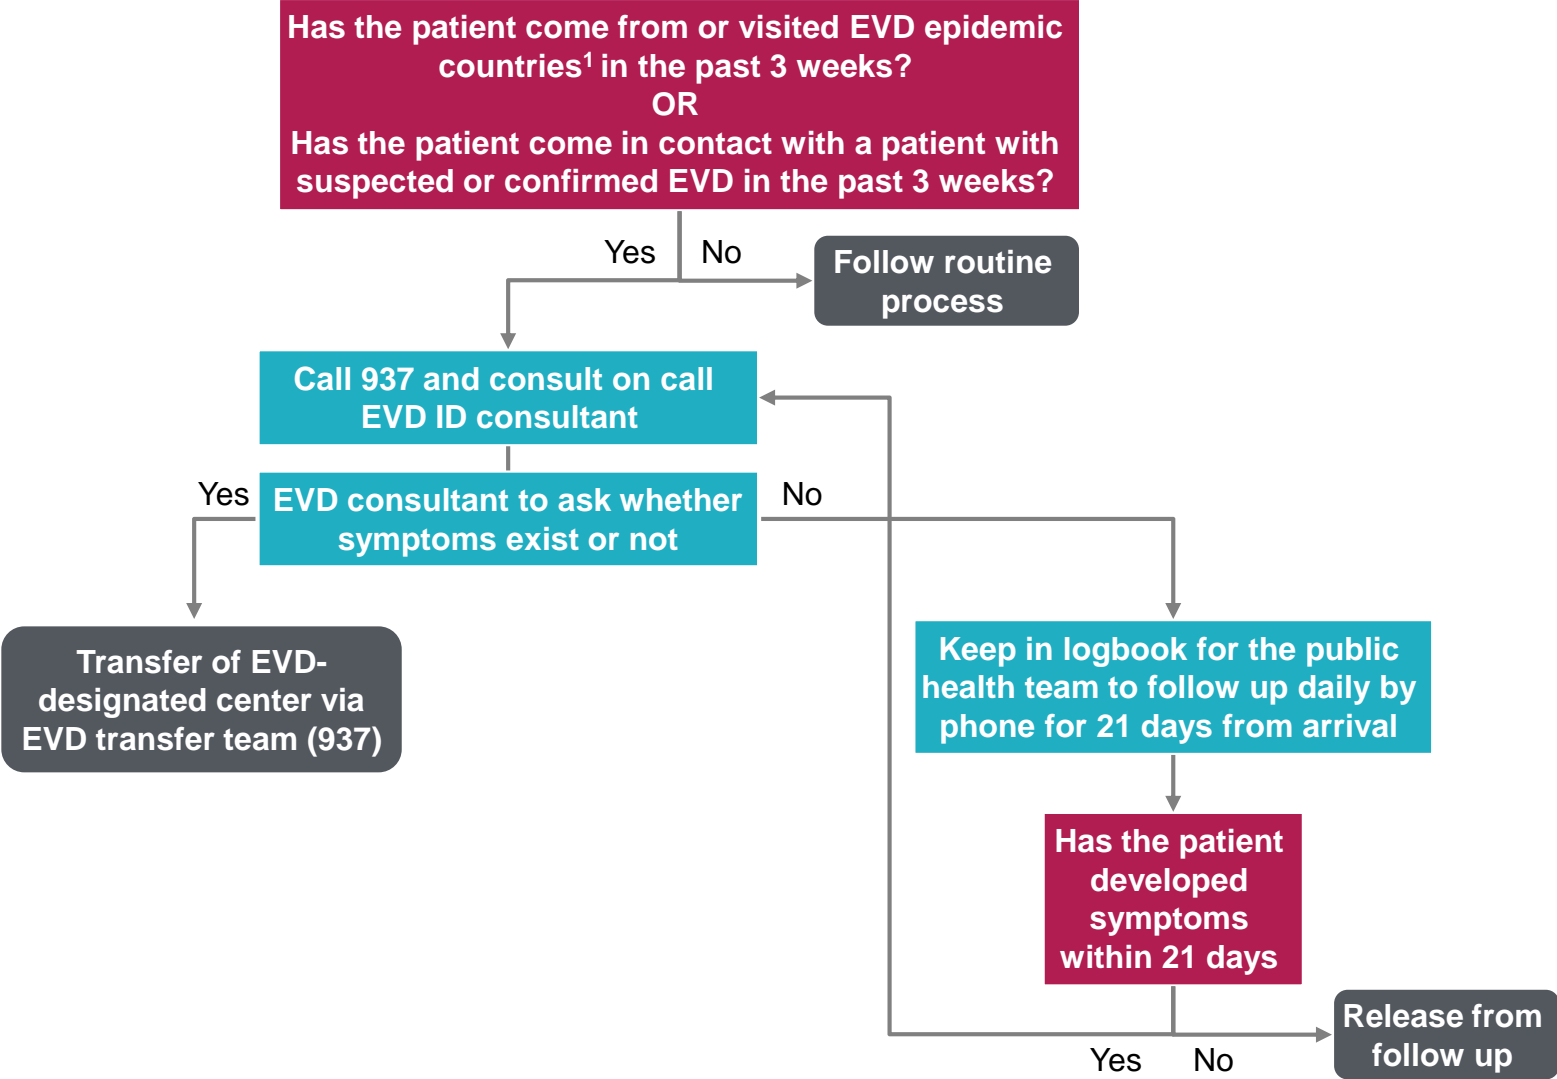 Has the patient come from or visited EVD epidemic
countries¹ in the past 3 weeks?
OR
Has the patient come in contact with a patient with
suspected or confirmed EVD in the past 3 weeks?
Yes
No
Follow routine
process
Call 937 and consult on call
EVD ID consultant
Yes
EVD consultant to ask whether
symptoms exist or not
No
Transfer of EVD-
designated center via
EVD transfer team (937)
Keep in logbook for the public
health team to follow up daily by
phone for 21 days from arrival
Has the patient
developed
symptoms
within 21 days
Yes
No
Release from
follow up